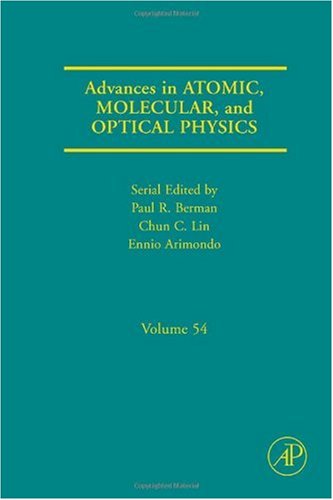 Advances in ATOMIC,
MOLECULAR, and
OPTICAL PHYSICS
Serial Edited by
Paul R. Berman
Chun C. Lin
Ennio Arimondo
Volume 54
AP